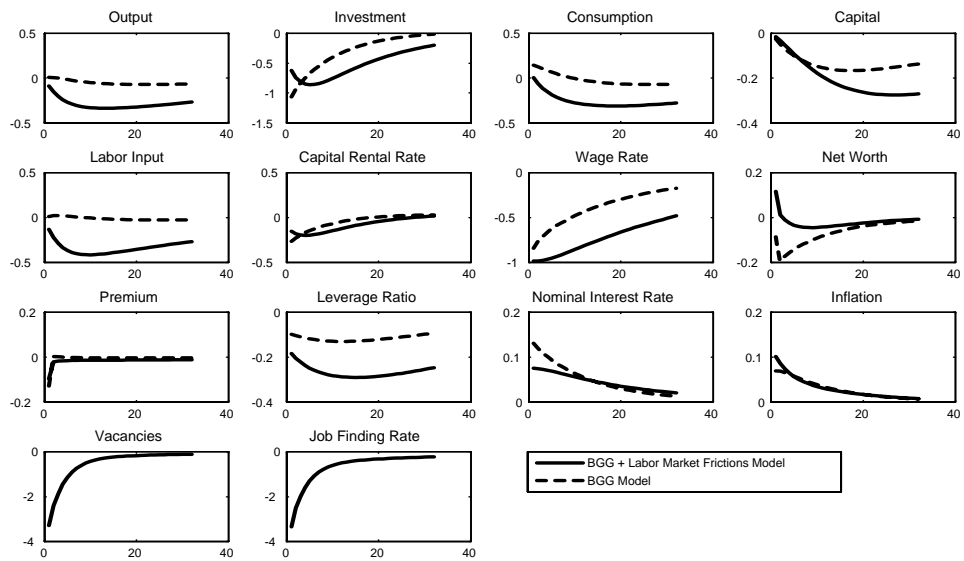 Output
Investment
Consumption
Capital
0.5
0
-0.5
0 20 40
0
-0.5
-1
-1.5
0 20 40
0.5
0
-0.5
0 20 40
0
-0.2
-0.4
0 20 40
Labor Input
Capital Rental Rate
Wage Rate
Net Worth
0.5
0
-0.5
0 20 40
0.5
0
-0.5
0 20 40
0
-0.5
-1
0 20 40
0.2
0
-0.2
0 20 40
Premium
Leverage Ratio
Nominal Interest Rate
Inflation
0.2
0
-0.2
0 20 40
0
-0.2
-0.4
0 20 40
0.2
0.1
0
0 20 40
0.2
0.1
0
0 20 40
Vacancies
Job Finding Rate
0
-2
-4
0 20 40
0
-2
-4
0 20 40
BGG + Labor Market Frictions Model
BGG Model